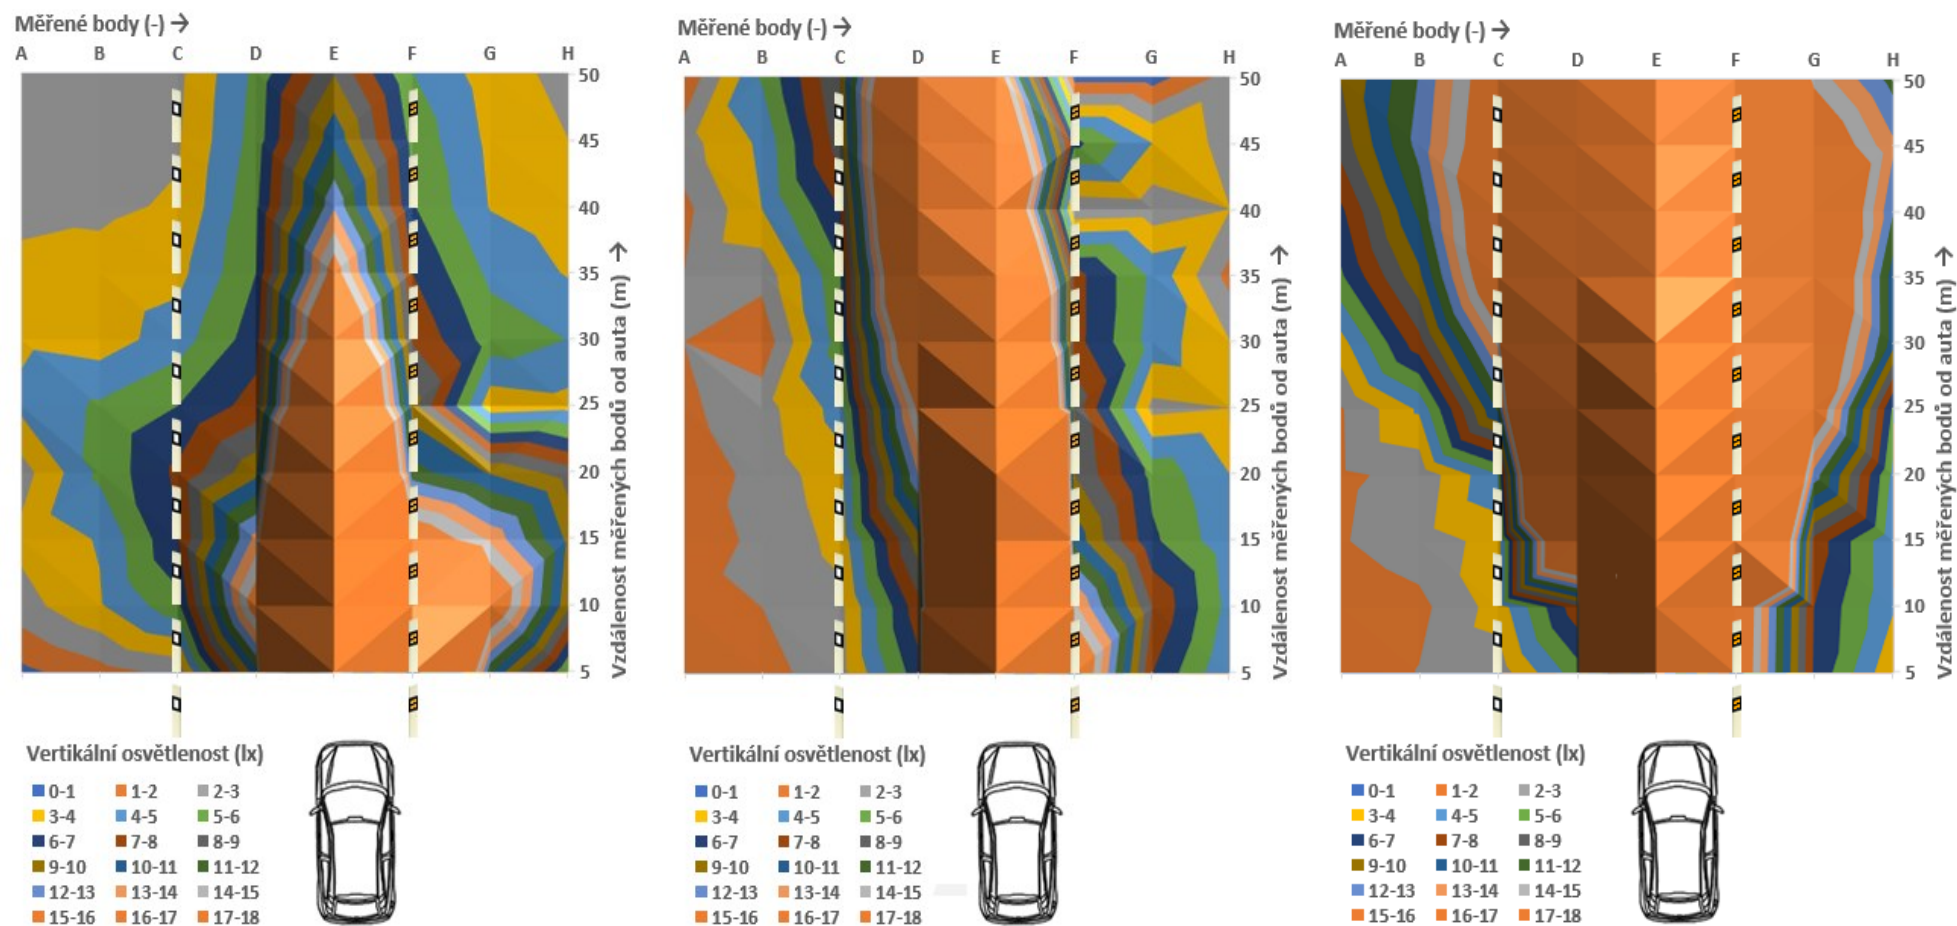 Měřené body (-) →
A B C D E F G H
50
45
40
35
30
25
20
15
10
5
Vzdálenost měřených bodů od auta (m) →
Vertikální osvětlenost (lx)
0-1 1-2 2-3
3-4 4-5 5-6
6-7 7-8 8-9
9-10 10-11 11-12
12-13 13-14 14-15
15-16 16-17 17-18
Měřené body (-) →
A B C D E F G H
50
45
40
35
30
25
20
15
10
5
Vzdálenost měřených bodů od auta (m) →
Vertikální osvětlenost (lx)
0-1 1-2 2-3
3-4 4-5 5-6
6-7 7-8 8-9
9-10 10-11 11-12
12-13 13-14 14-15
15-16 16-17 17-18
Měřené body (-) →
A B C D E F G H
50
45
40
35
30
25
20
15
10
5
Vzdálenost měřených bodů od auta (m) →
Vertikální osvětlenost (lx)
0-1 1-2 2-3
3-4 4-5 5-6
6-7 7-8 8-9
9-10 10-11 11-12
12-13 13-14 14-15
15-16 16-17 17-18